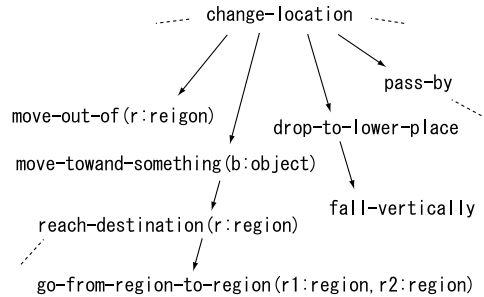 change-location
pass-by
move-out-of(r:reigon)
drop-to-lower-place
move-towand-something(b:object)
fall-vertically
reach-destination(r:region)
go-from-region-to-region(r1:region, r2:region)